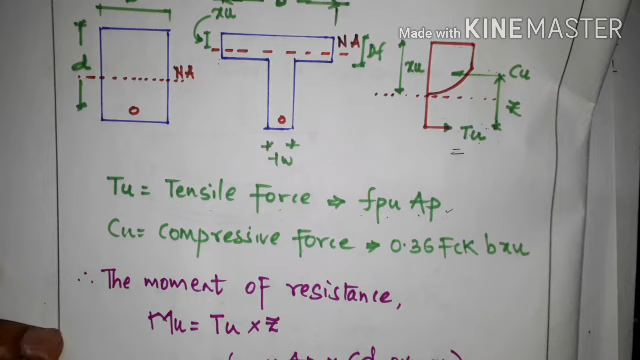 Made with KINEMASTER
xu
NA
Df
d
NA
xu
Cu
z
Tu
tw
Tu = Tensile Force ⇒ fpu Ap
Cu = Compressive Force ⇒ 0.36 Fck b xu
∴ The moment of resistance,
Mu = Tu × z